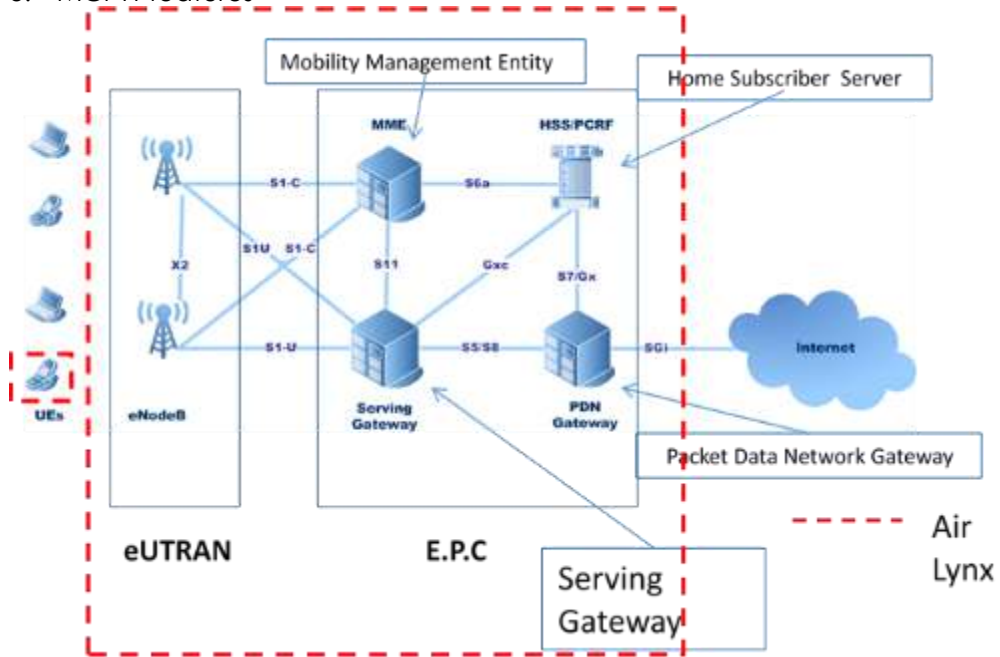 Mobility Management Entity
Home Subscriber Server
MME
HSS/PCRF
S1-C
S6a
S1U
S1-C
X2
S11
Gxc
S7/Gx
S1-U
S5/S8
SGi
Internet
UEs
eNodeB
Serving
Gateway
PDN
Gateway
Packet Data Network Gateway
eUTRAN
E.P.C
Serving
Gateway
Air
Lynx